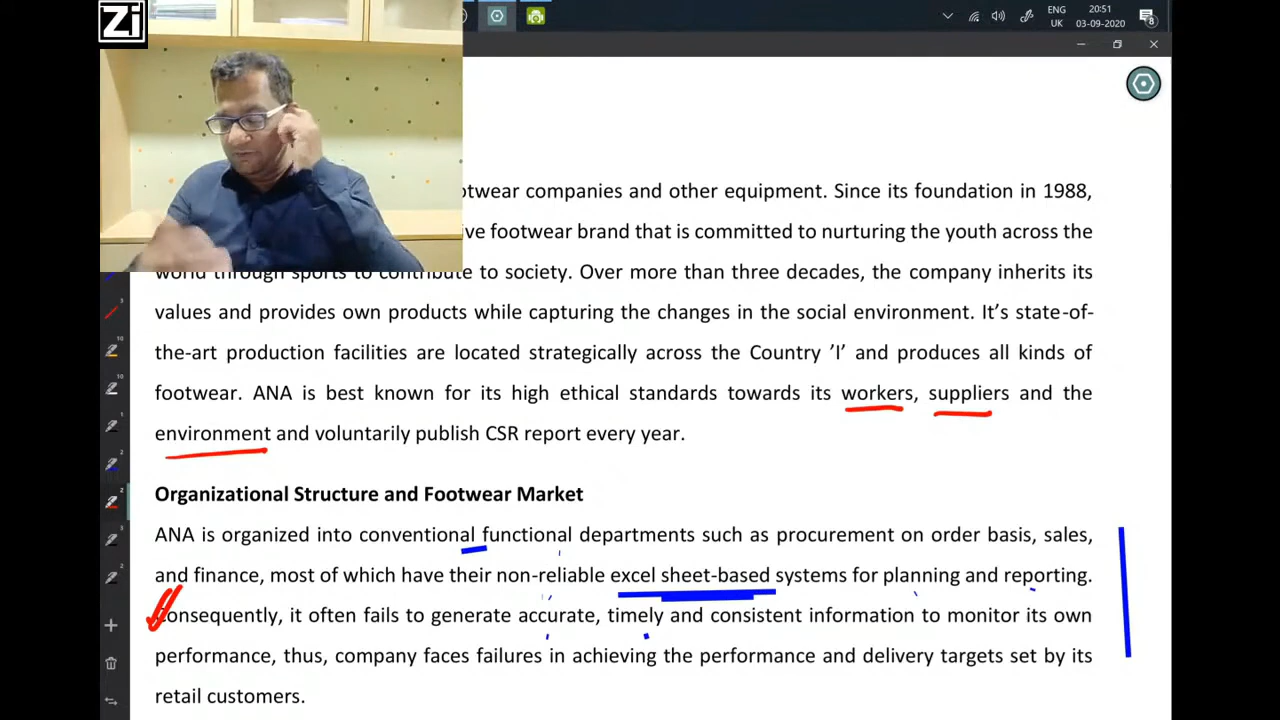 Zi
ENG
UK
20:51
03-09-2020
8
otwear companies and other equipment. Since its foundation in 1988,
ive footwear brand that is committed to nurturing the youth across the
world through sports to contribute to society. Over more than three decades, the company inherits its
values and provides own products while capturing the changes in the social environment. It's state-of-
the-art production facilities are located strategically across the Country 'I' and produces all kinds of
footwear. ANA is best known for its high ethical standards towards its workers, suppliers and the
environment and voluntarily publish CSR report every year.
Organizational Structure and Footwear Market
ANA is organized into conventional functional departments such as procurement on order basis, sales,
and finance, most of which have their non-reliable excel sheet-based systems for planning and reporting.
Consequently, it often fails to generate accurate, timely and consistent information to monitor its own
performance, thus, company faces failures in achieving the performance and delivery targets set by its
retail customers.